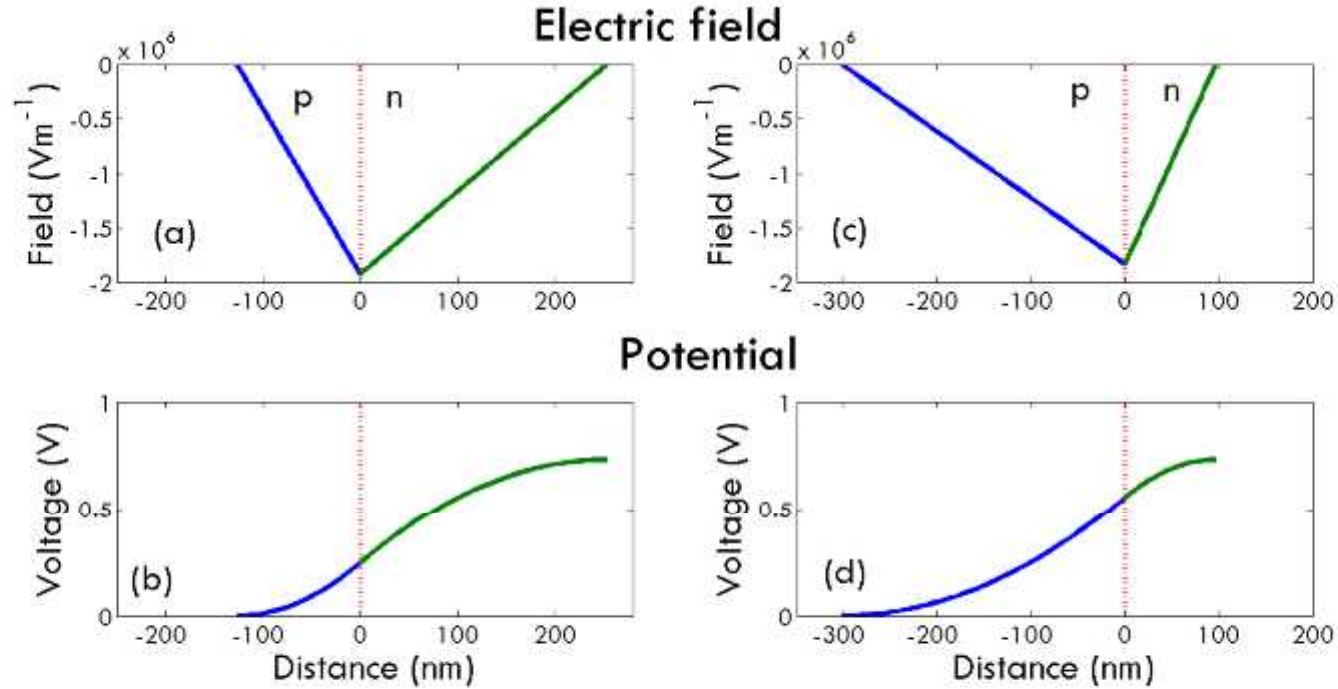 Electric field
x 10^6
0
-0.5
-1
-1.5
-2
Field (Vm^-1)
p
n
(a)
-200 -100 0 100 200
x 10^6
0
-0.5
-1
-1.5
-2
Field (Vm^-1)
p
n
(c)
-300 -200 -100 0 100 200
Potential
1
0.5
0
Voltage (V)
(b)
-200 -100 0 100 200
Distance (nm)
1
0.5
0
Voltage (V)
(d)
-300 -200 -100 0 100 200
Distance (nm)